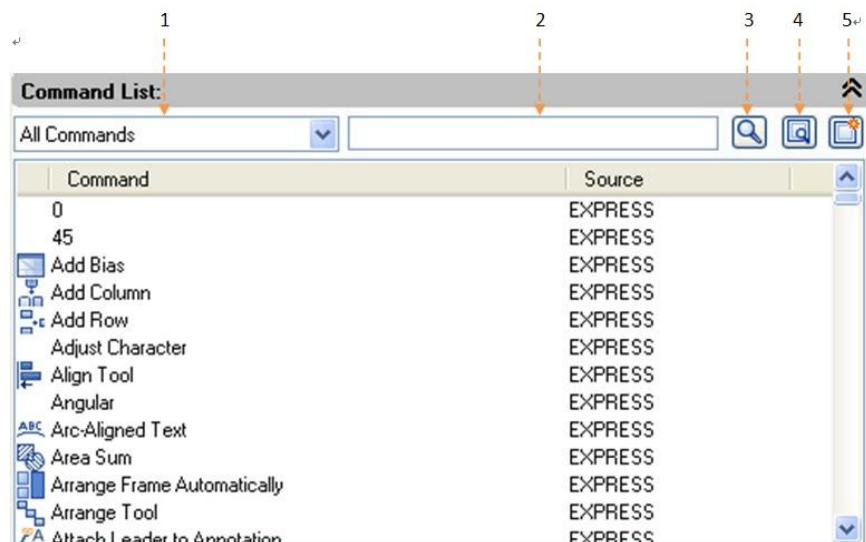 1 2 3 4 5
Command List:
All Commands
Command Source
0 EXPRESS
45 EXPRESS
Add Bias EXPRESS
Add Column EXPRESS
Add Row EXPRESS
Adjust Character EXPRESS
Align Tool EXPRESS
Angular EXPRESS
ABC Arc-Aligned Text EXPRESS
Area Sum EXPRESS
Arrange Frame Automatically EXPRESS
Arrange Tool EXPRESS
A Attach Leader to Annotation EXPRESS